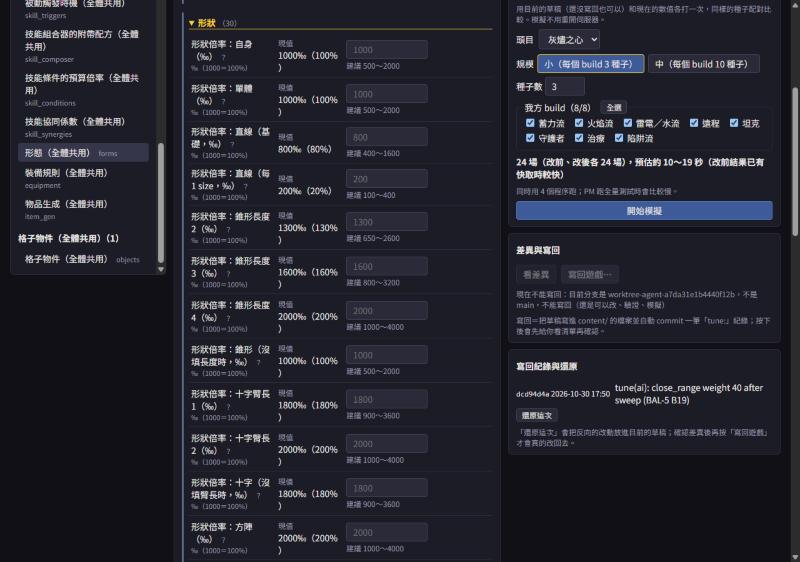 被動觸發時機（全體共用）
skill_triggers
技能組合器的附帶配方（全體
共用）
skill_composer
技能條件的預算倍率（全體共
用）
skill_conditions
技能協同係數（全體共用）
skill_synergies
形態（全體共用） forms
裝備規則（全體共用）
equipment
物品生成（全體共用）
item_gen
格子物件（全體共用）（1）
格子物件（全體共用） objects
▼ 形狀 （30）
形狀倍率：自身
（‰） ?
‰（1000＝100%）
現值
1000‰（100%
）
1000
建議 500～2000
形狀倍率：單體
（‰） ?
‰（1000＝100%）
現值
1000‰（100%
）
1000
建議 500～2000
形狀倍率：直線（基
礎，‰） ?
‰（1000＝100%）
現值
800‰（80%）
800
建議 400～1600
形狀倍率：直線（每
1 size，‰） ?
‰（1000＝100%）
現值
200‰（20%）
200
建議 100～400
形狀倍率：錐形長度
2（‰） ?
‰（1000＝100%）
現值
1300‰（130%
）
1300
建議 650～2600
形狀倍率：錐形長度
3（‰） ?
‰（1000＝100%）
現值
1600‰（160%
）
1600
建議 800～3200
形狀倍率：錐形長度
4（‰） ?
‰（1000＝100%）
現值
2000‰（200%
）
2000
建議 1000～4000
形狀倍率：錐形（沒
填長度時，‰） ?
‰（1000＝100%）
現值
1000‰（100%
）
1000
建議 500～2000
形狀倍率：十字臂長
1（‰） ?
‰（1000＝100%）
現值
1800‰（180%
）
1800
建議 900～3600
形狀倍率：十字臂長
2（‰） ?
‰（1000＝100%）
現值
2000‰（200%
）
2000
建議 1000～4000
形狀倍率：十字（沒
填臂長時，‰） ?
‰（1000＝100%）
現值
1800‰（180%
）
1800
建議 900～3600
形狀倍率：方陣
（‰） ?
‰（1000＝100%）
現值
2000‰（200%
）
2000
建議 1000～4000
用目前的草稿（還沒寫回也可以）和現在的數值各打一次，同樣的種子配對比
較。模擬不用重開伺服器。
頭目 灰燼之心
規模 小（每個 build 3 種子） 中（每個 build 10 種子）
種子數 3
我方 build（8/8） 全選
蓄力流 火焰流 雷電／水流 遠程 坦克
守護者 治療 陷阱流
24 場（改前、改後各 24 場），預估約 10～19 秒（改前結果已有
快取時較快）
同時用 4 個程序跑；PM 跑全量測試時會比較慢。
開始模擬
差異與寫回
看差異 寫回遊戲…
現在不能寫回：目前分支是 worktree-agent-a7da31e1b4440f12b，不是
main，不能寫回（還是可以改、驗證、模擬）
寫回＝把草稿寫進 content/ 的檔案並自動 commit 一筆「tune:」紀錄；按下
後會先給你看清單再確認。
寫回紀錄與還原
dcd94d4a 2026-10-30 17:50 tune(ai): close_range weight 40 after
sweep (BAL-5 B19)
還原這次
「還原這次」會把反向的改動放進目前的草稿；確認差異後再按「寫回遊戲」
才會真的改回去。